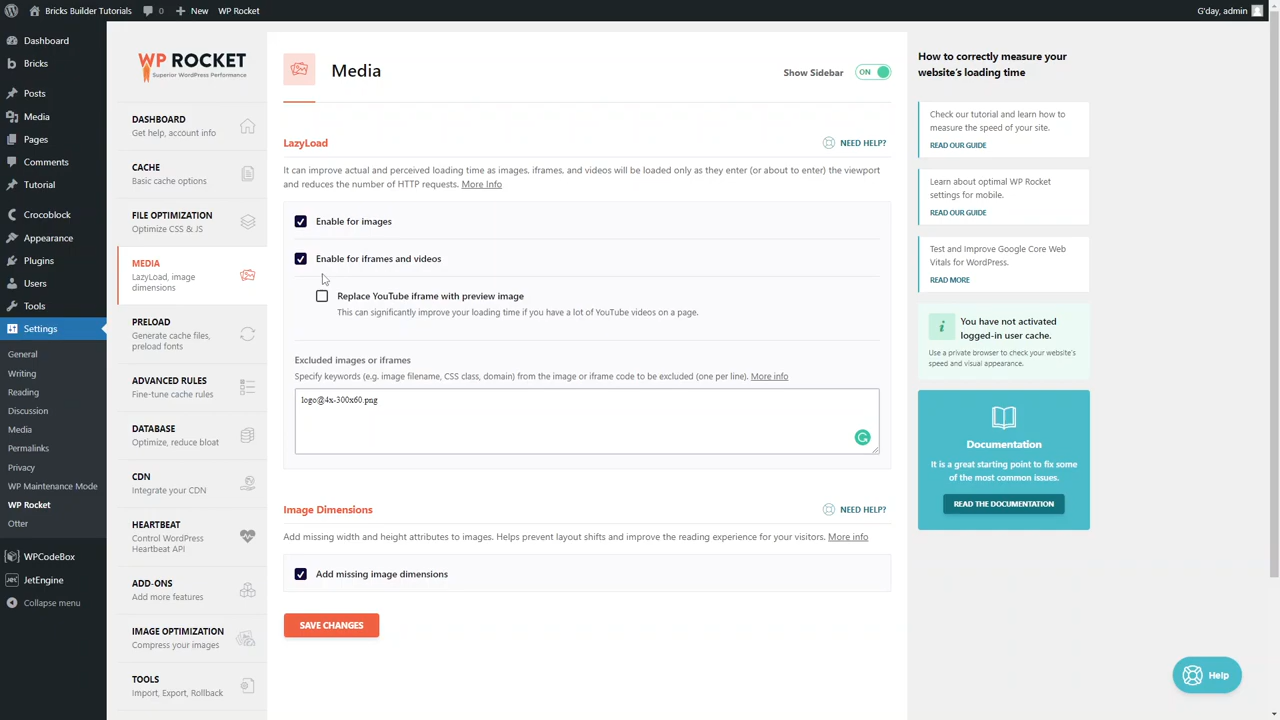 Bricks Builder Tutorials
0
New
WP Rocket
G'day, admin
Dashboard
Bricks
Posts
Media
Pages
Comments
Tutorial
Crocoblock
Appearance
Plugins
Users
Tools
Settings
General
Writing
Reading
Discussion
Media
Permalinks
Privacy
WP Maintenance Mode
WP Rocket
Otter
WPCodeBox
JetEngine
Collapse menu
WP ROCKET
Superior WordPress Performance
DASHBOARD
Get help, account info
CACHE
Basic cache options
FILE OPTIMIZATION
Optimize CSS & JS
MEDIA
LazyLoad, image
dimensions
PRELOAD
Generate cache files,
preload fonts
ADVANCED RULES
Fine-tune cache rules
DATABASE
Optimize, reduce bloat
CDN
Integrate your CDN
HEARTBEAT
Control WordPress
Heartbeat API
ADD-ONS
Add more features
IMAGE OPTIMIZATION
Compress your images
TOOLS
Import, Export, Rollback
Media
Show Sidebar
ON
LazyLoad
NEED HELP?
It can improve actual and perceived loading time as images, iframes, and videos will be loaded only as they enter (or about to enter) the viewport
and reduces the number of HTTP requests. More Info
Enable for images
Enable for iframes and videos
Replace YouTube iframe with preview image
This can significantly improve your loading time if you have a lot of YouTube videos on a page.
Excluded images or iframes
Specify keywords (e.g. image filename, CSS class, domain) from the image or iframe code to be excluded (one per line). More info
logo@4x-300x60.png
Image Dimensions
NEED HELP?
Add missing width and height attributes to images. Helps prevent layout shifts and improve the reading experience for your visitors. More info
Add missing image dimensions
SAVE CHANGES
How to correctly measure your
website's loading time
Check our tutorial and learn how to
measure the speed of your site.
READ OUR GUIDE
Learn about optimal WP Rocket
settings for mobile.
READ OUR GUIDE
Test and Improve Google Core Web
Vitals for WordPress.
READ MORE
You have not activated
logged-in user cache.
Use a private browser to check your website's
speed and visual appearance.
Documentation
It is a great starting point to fix some
of the most common issues.
READ THE DOCUMENTATION
Help